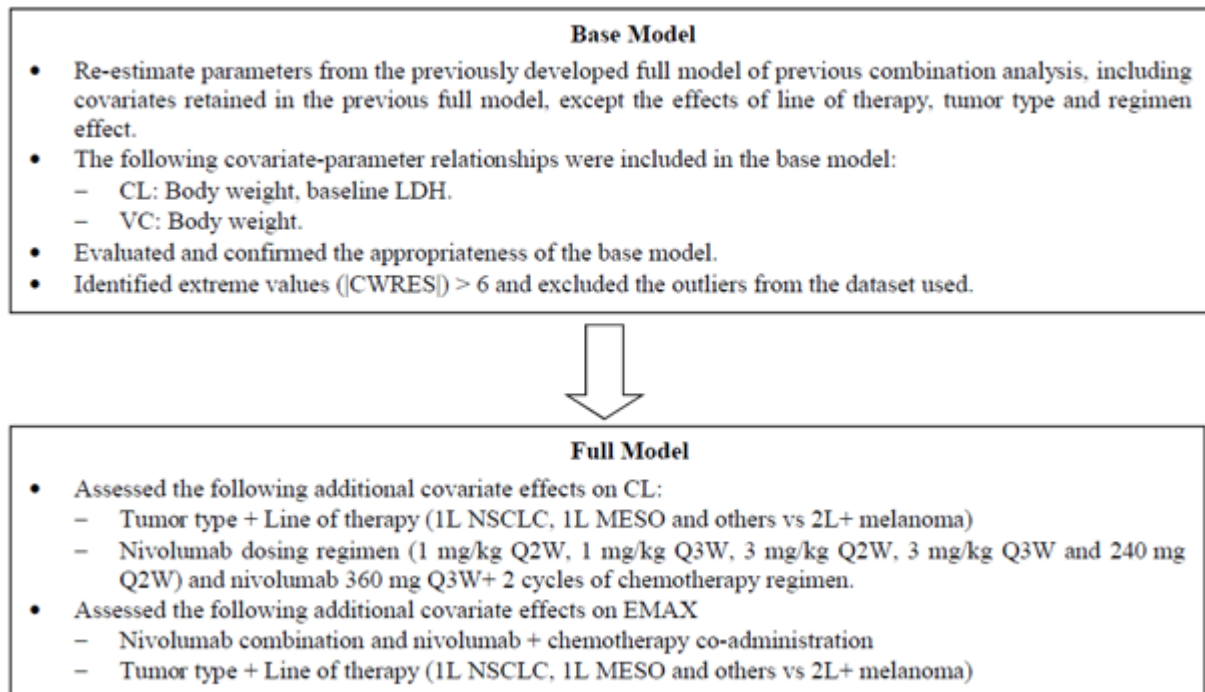 Base Model
• Re-estimate parameters from the previously developed full model of previous combination analysis, including
covariates retained in the previous full model, except the effects of line of therapy, tumor type and regimen
effect.
• The following covariate-parameter relationships were included in the base model:
– CL: Body weight, baseline LDH.
– VC: Body weight.
• Evaluated and confirmed the appropriateness of the base model.
• Identified extreme values (|CWRES|) > 6 and excluded the outliers from the dataset used.
Full Model
• Assessed the following additional covariate effects on CL:
– Tumor type + Line of therapy (1L NSCLC, 1L MESO and others vs 2L+ melanoma)
– Nivolumab dosing regimen (1 mg/kg Q2W, 1 mg/kg Q3W, 3 mg/kg Q2W, 3 mg/kg Q3W and 240 mg
Q2W) and nivolumab 360 mg Q3W+ 2 cycles of chemotherapy regimen.
• Assessed the following additional covariate effects on EMAX
– Nivolumab combination and nivolumab + chemotherapy co-administration
– Tumor type + Line of therapy (1L NSCLC, 1L MESO and others vs 2L+ melanoma)